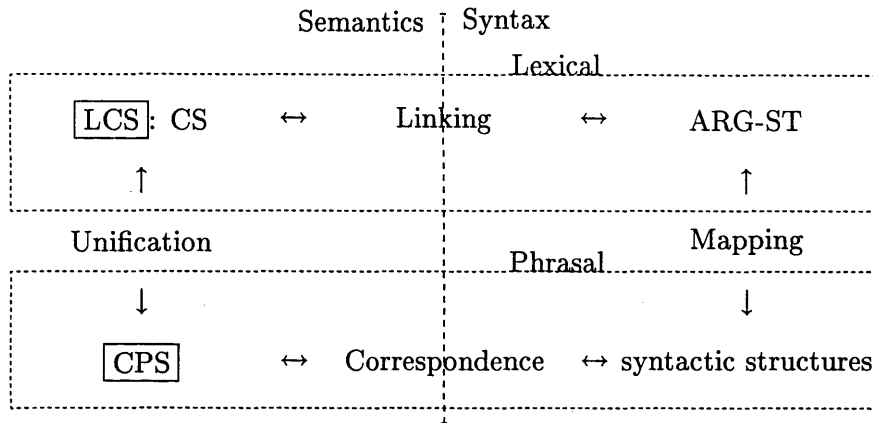 Semantics Syntax
Lexical
LCS: CS ↔ Linking ↔ ARG-ST
↑ ↑
Unification Mapping
Phrasal
↓ ↓
CPS ↔ Correspondence ↔ syntactic structures